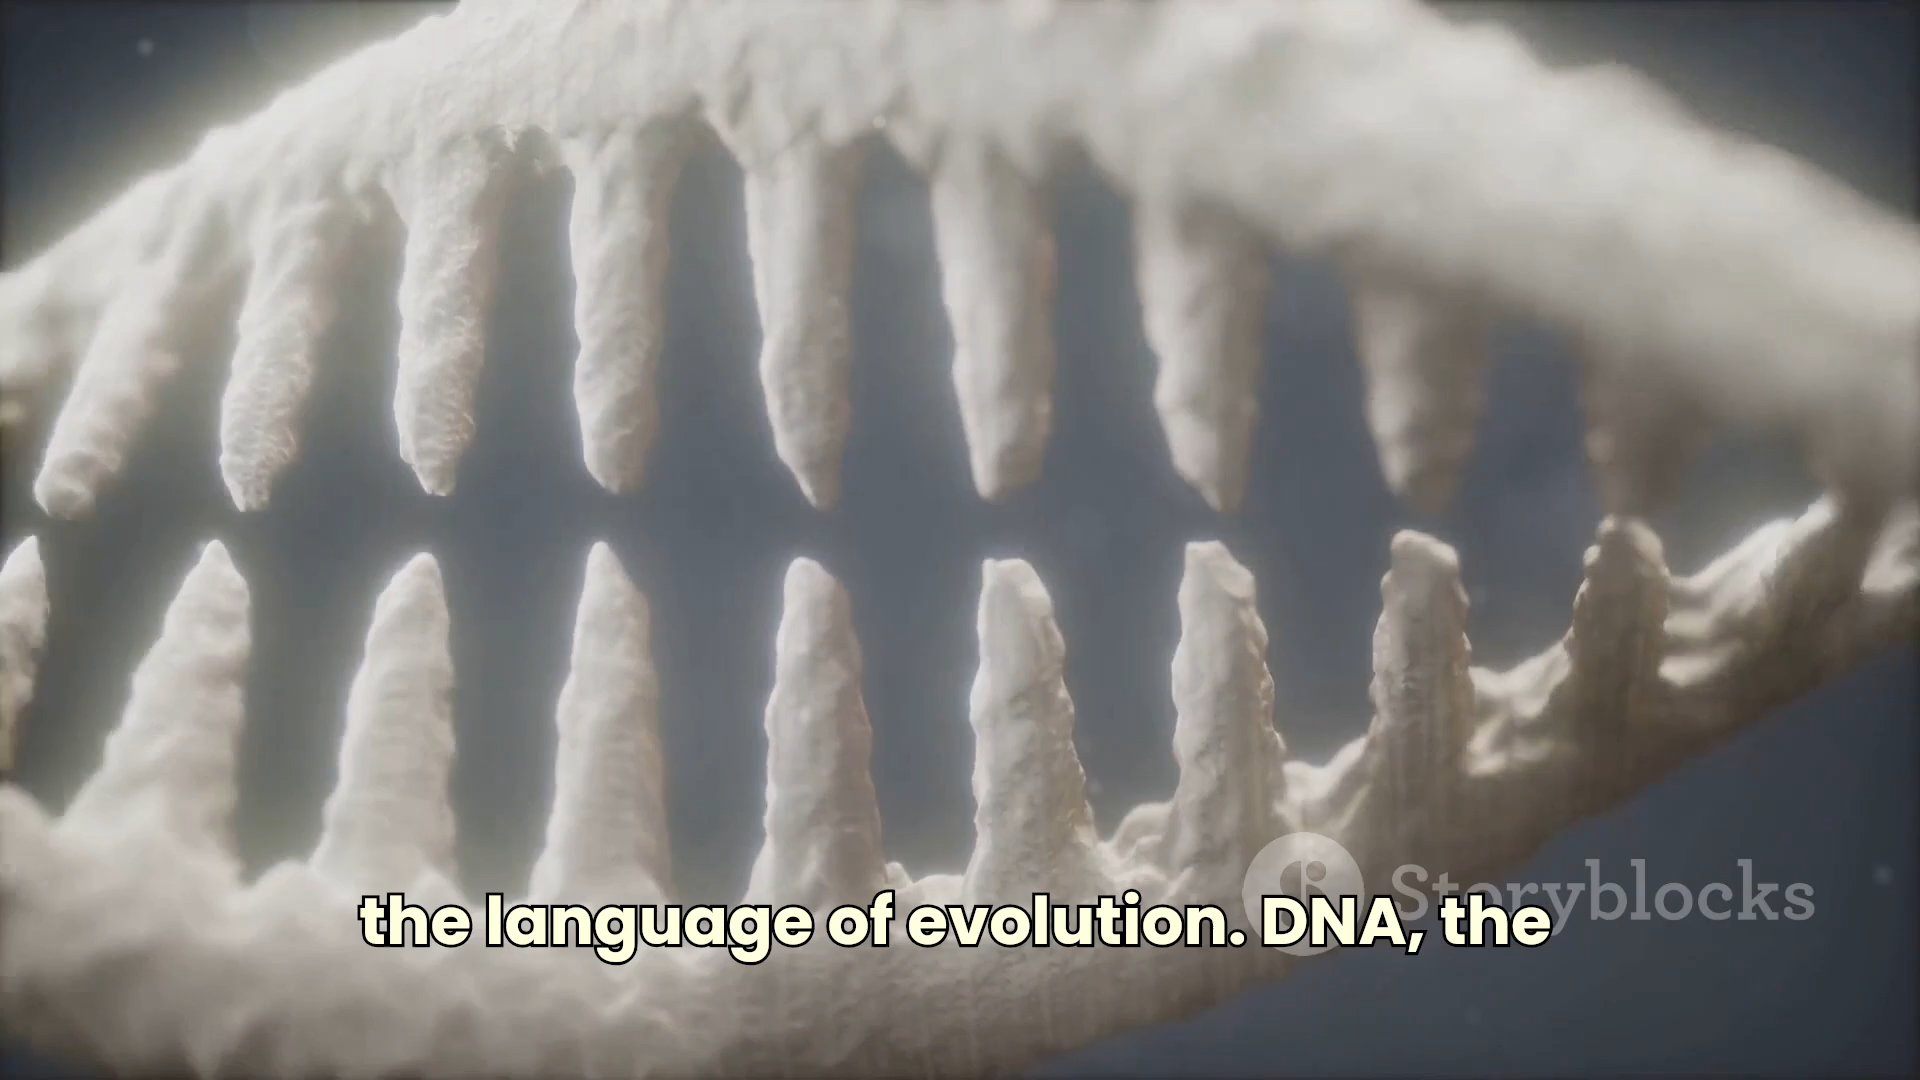 Storyblocks
the language of evolution. DNA, the